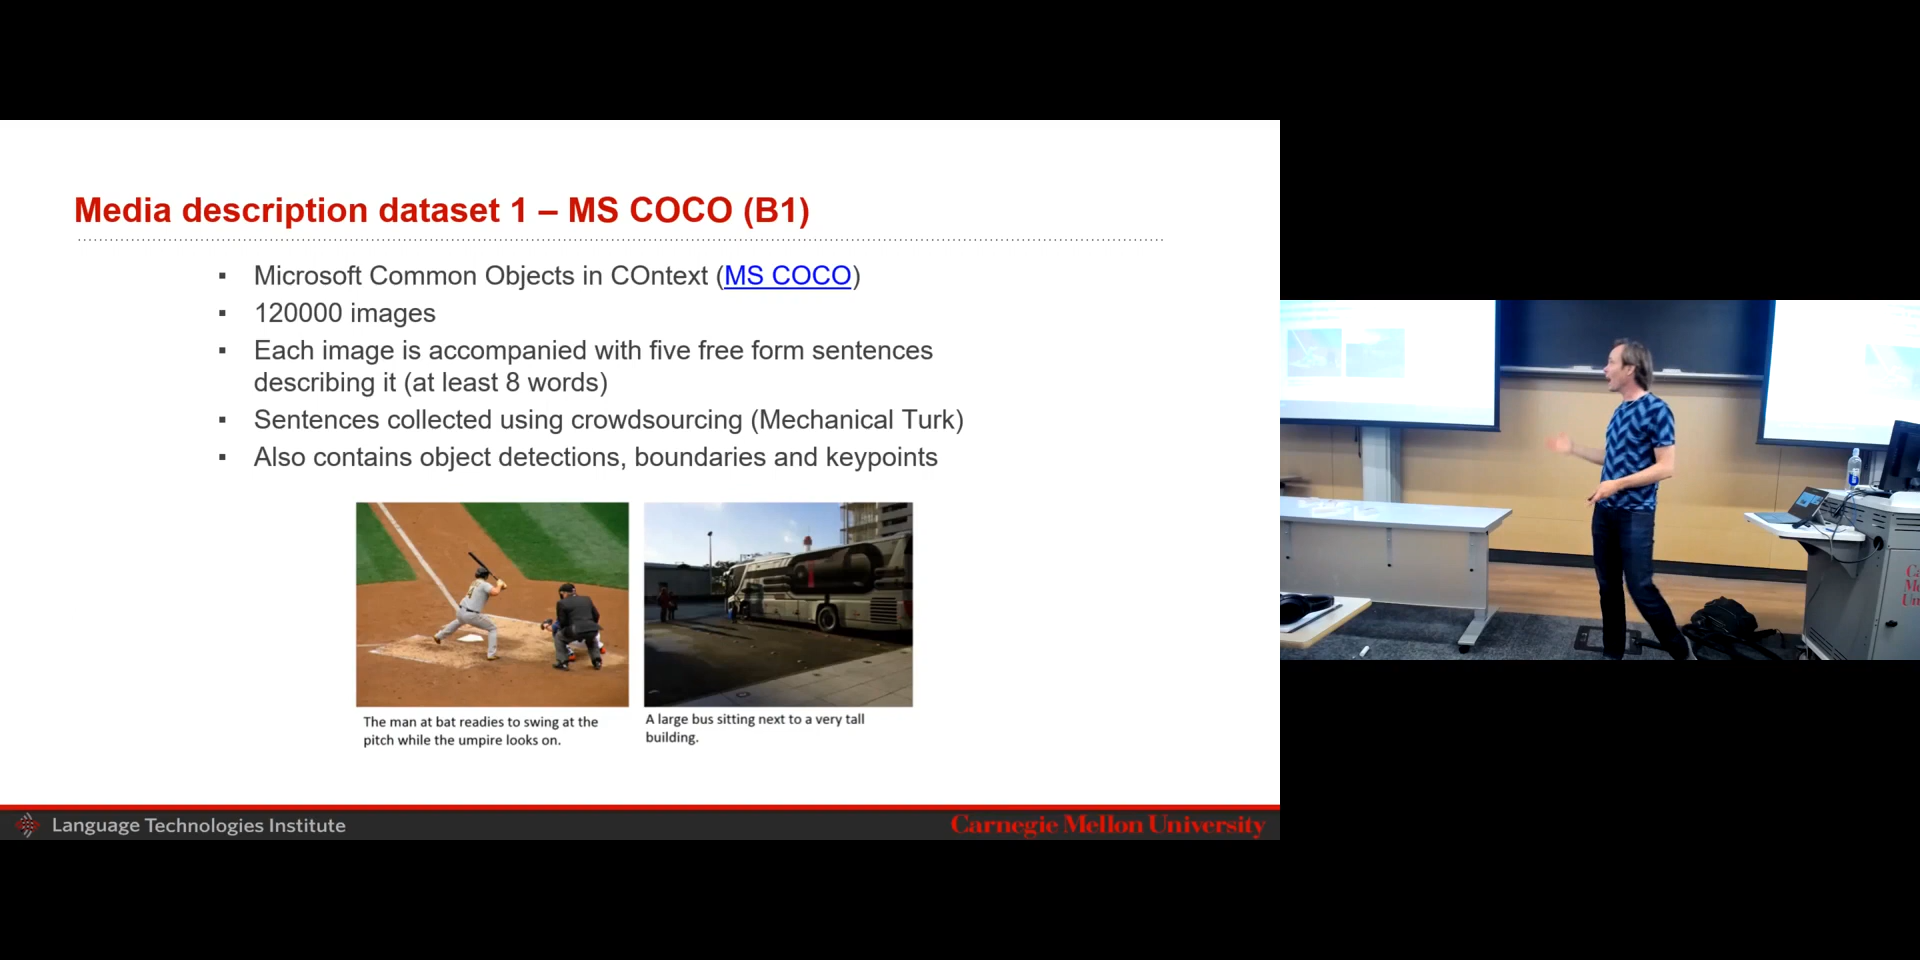 Media description dataset 1 – MS COCO (B1)
▪ Microsoft Common Objects in COntext (MS COCO)
▪ 120000 images
▪ Each image is accompanied with five free form sentences
describing it (at least 8 words)
▪ Sentences collected using crowdsourcing (Mechanical Turk)
▪ Also contains object detections, boundaries and keypoints
The man at bat readies to swing at the
pitch while the umpire looks on.
A large bus sitting next to a very tall
building.
Language Technologies Institute
Carnegie Mellon University